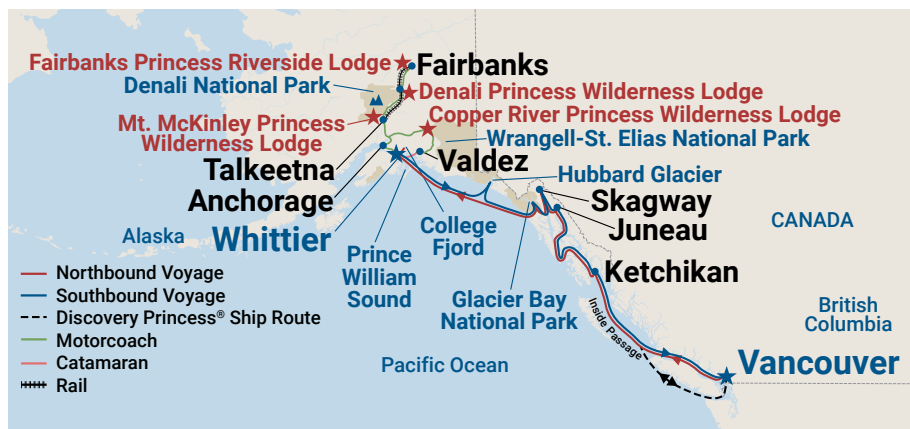 Fairbanks Princess Riverside Lodge
Fairbanks
Denali National Park
Denali Princess Wilderness Lodge
Copper River Princess Wilderness Lodge
Mt. McKinley Princess
Wilderness Lodge
Wrangell-St. Elias National Park
Talkeetna
Valdez
Hubbard Glacier
Anchorage
Skagway
Juneau
CANADA
Alaska
Whittier
College
Fjord
Prince
William
Sound
Ketchikan
Glacier Bay
National Park
Northbound Voyage
Southbound Voyage
Discovery Princess® Ship Route
Motorcoach
Catamaran
Rail
Inside Passage
British
Columbia
Pacific Ocean
Vancouver